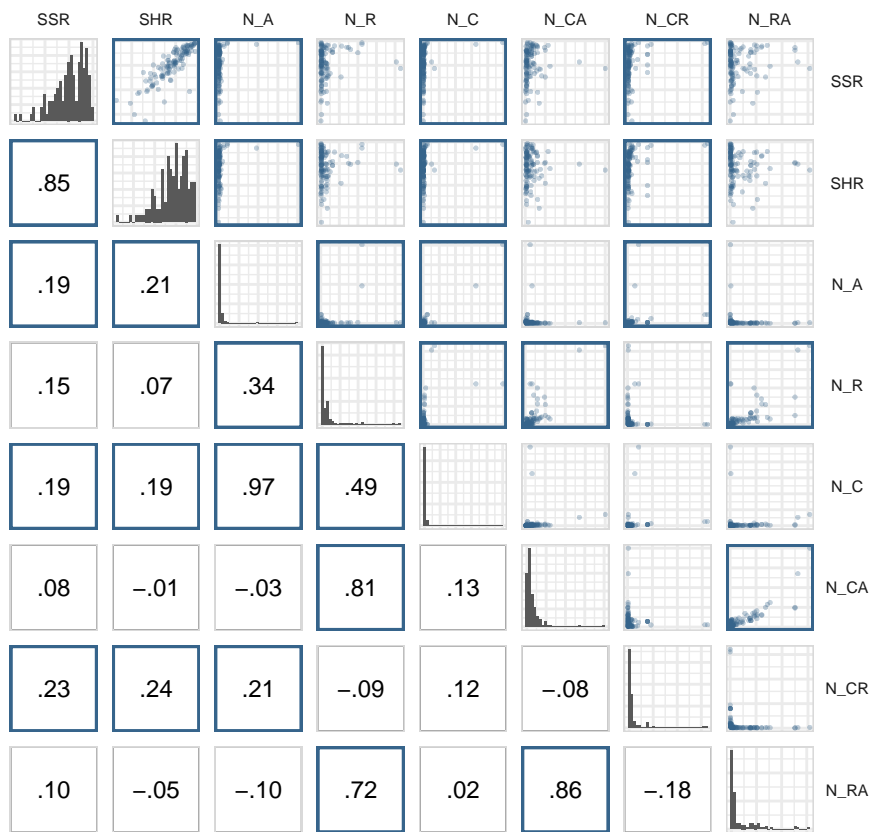 SSR SHR N_A N_R N_C N_CA N_CR N_RA
SSR
.85 SHR
.19 .21 N_A
.15 .07 .34 N_R
.19 .19 .97 .49 N_C
.08 −.01 −.03 .81 .13 N_CA
.23 .24 .21 −.09 .12 −.08 N_CR
.10 −.05 −.10 .72 .02 .86 −.18 N_RA